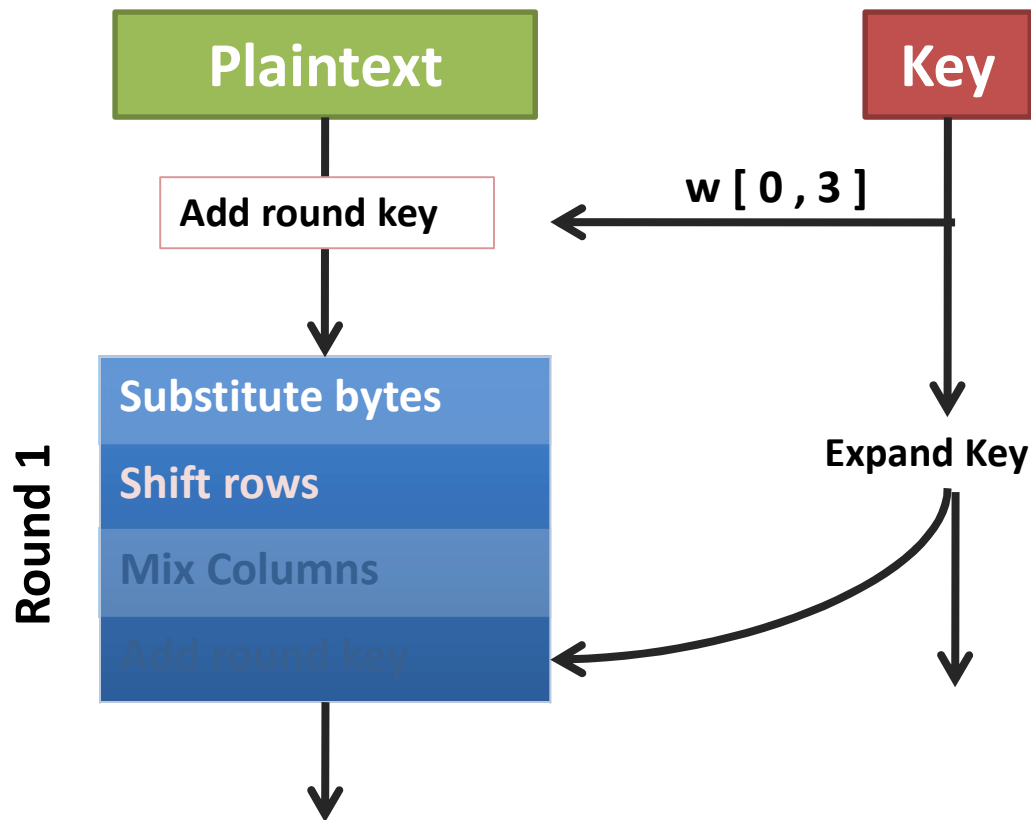 Plaintext
Key
w [ 0 , 3 ]
Add round key
Round 1
Substitute bytes
Shift rows
Mix Columns
Add round key
Expand Key